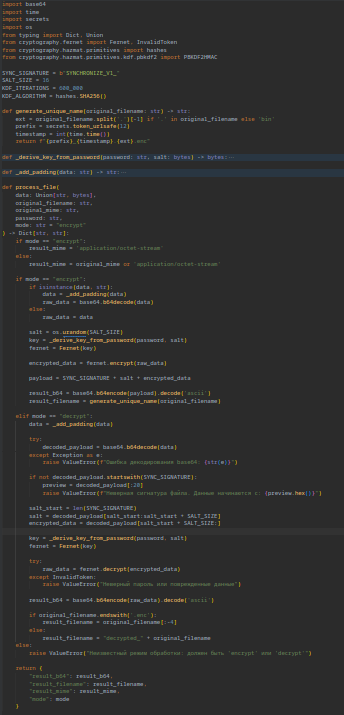 import base64
import time
import secrets
import os
from typing import Dict, Union
from cryptography.fernet import Fernet, InvalidToken
from cryptography.hazmat.primitives import hashes
from cryptography.hazmat.primitives.kdf.pbkdf2 import PBKDF2HMAC
SYNC_SIGNATURE = b'SYNCHRONIZE_V1_'
SALT_SIZE = 16
KDF_ITERATIONS = 600_000
KDF_ALGORITHM = hashes.SHA256()
def generate_unique_name(original_filename: str) -> str:
ext = original_filename.split('.')[-1] if '.' in original_filename else 'bin'
prefix = secrets.token_urlsafe(12)
timestamp = int(time.time())
return f"{prefix}_{timestamp}.{ext}.enc"
def _derive_key_from_password(password: str, salt: bytes) -> bytes:
def _add_padding(data: str) -> str:
def process_file(
data: Union[str, bytes],
original_filename: str,
original_mime: str,
password: str,
mode: str = "encrypt"
) -> Dict[str, str]:
if mode == "encrypt":
result_mime = 'application/octet-stream'
else:
result_mime = original_mime or 'application/octet-stream'
if mode == "encrypt":
if isinstance(data, str):
data = _add_padding(data)
raw_data = base64.b64decode(data)
else:
raw_data = data
salt = os.urandom(SALT_SIZE)
key = _derive_key_from_password(password, salt)
fernet = Fernet(key)
encrypted_data = fernet.encrypt(raw_data)
payload = SYNC_SIGNATURE + salt + encrypted_data
result_b64 = base64.b64encode(payload).decode('ascii')
result_filename = generate_unique_name(original_filename)
elif mode == "decrypt":
data = _add_padding(data)
try:
decoded_payload = base64.b64decode(data)
except Exception as e:
raise ValueError(f"Ошибка декодирования base64: {str(e)}")
if not decoded_payload.startswith(SYNC_SIGNATURE):
preview = decoded_payload[:20]
raise ValueError(f"Неверная сигнатура файла. Данные начинаются с: {preview.hex()}")
salt_start = len(SYNC_SIGNATURE)
salt = decoded_payload[salt_start:salt_start + SALT_SIZE]
encrypted_data = decoded_payload[salt_start + SALT_SIZE:]
key = _derive_key_from_password(password, salt)
fernet = Fernet(key)
try:
raw_data = fernet.decrypt(encrypted_data)
except InvalidToken:
raise ValueError("Неверный пароль или поврежденные данные")
result_b64 = base64.b64encode(raw_data).decode('ascii')
if original_filename.endswith('.enc'):
result_filename = original_filename[:-4]
else:
result_filename = "decrypted_" + original_filename
else:
raise ValueError("Неизвестный режим обработки: должен быть 'encrypt' или 'decrypt'")
return {
"result_b64": result_b64,
"result_filename": result_filename,
"result_mime": result_mime,
"mode": mode
}